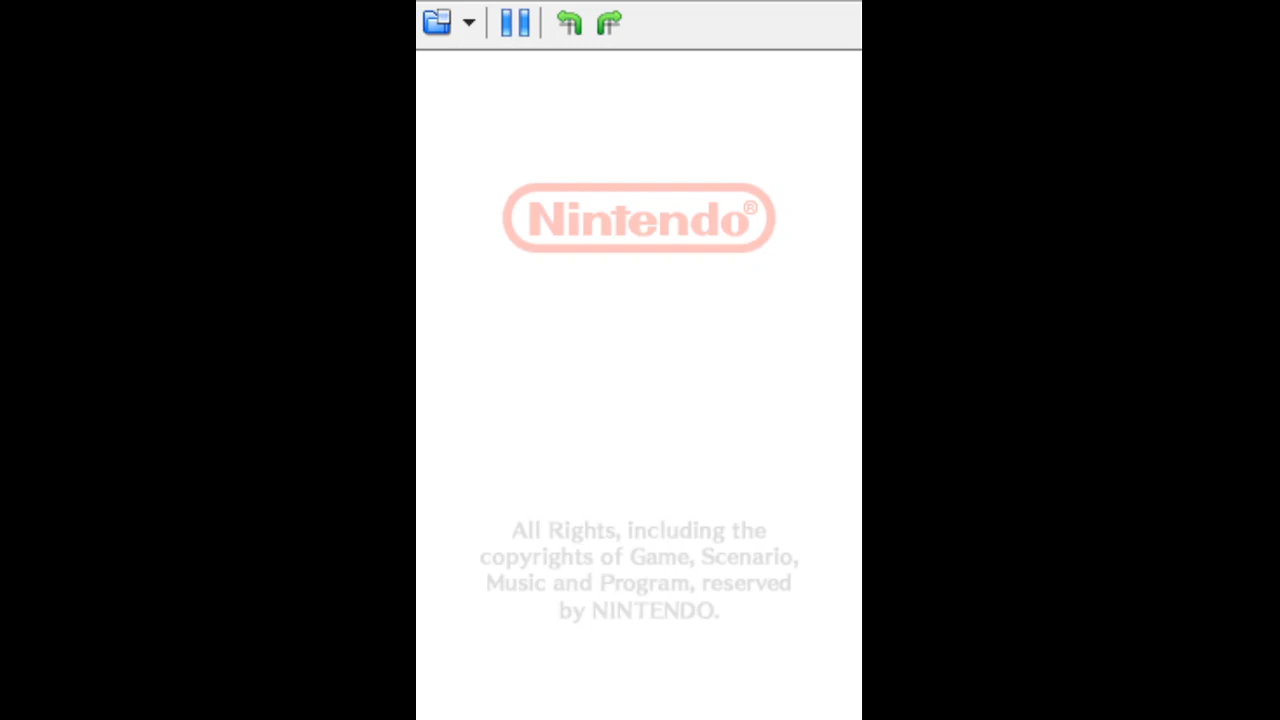 Nintendo®
All Rights, including the
copyrights of Game, Scenario,
Music and Program, reserved
by NINTENDO.